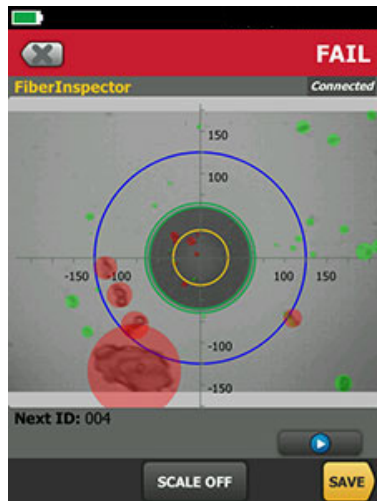 FAIL
FiberInspector Connected
150
100
-150 -100 100 150
-100
-150
Next ID: 004
SCALE OFF SAVE